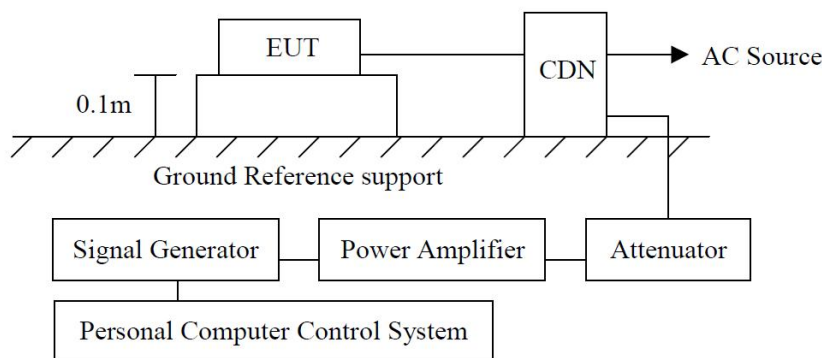 EUT
CDN
AC Source
0.1m
Ground Reference support
Signal Generator
Power Amplifier
Attenuator
Personal Computer Control System